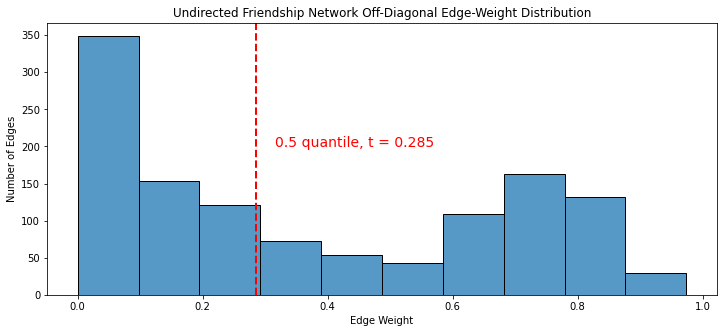 Undirected Friendship Network Off-Diagonal Edge-Weight Distribution
350
300
250
200
150
100
50
0
Number of Edges
0.5 quantile, t = 0.285
0.0 0.2 0.4 0.6 0.8 1.0
Edge Weight